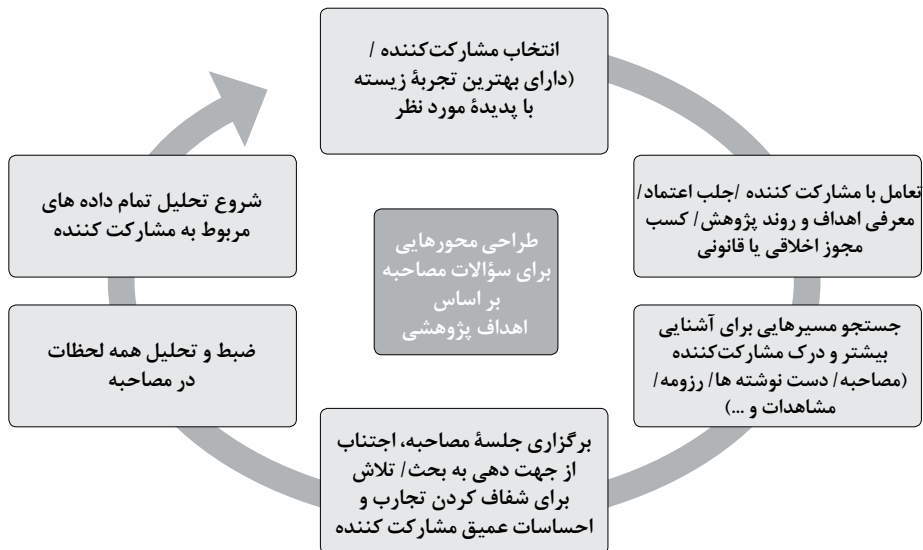 انتخاب مشارکت‌کننده /
(دارای بهترین تجربهٔ زیسته
با پدیدهٔ مورد نظر
تعامل با مشارکت کننده /جلب اعتماد/
معرفی اهداف و روند پژوهش/ کسب
مجوز اخلاقی یا قانونی
جستجو مسیرهایی برای آشنایی
بیشتر و درک مشارکت‌کننده
(مصاحبه/ دست نوشته ها/ رزومه/
مشاهدات و ...)
برگزاری جلسهٔ مصاحبه، اجتناب
از جهت دهی به بحث/ تلاش
برای شفاف کردن تجارب و
احساسات عمیق مشارکت کننده
ضبط و تحلیل همه لحظات
در مصاحبه
شروع تحلیل تمام داده های
مربوط به مشارکت کننده
طراحی محورهایی
برای سؤالات مصاحبه
بر اساس
اهداف پژوهشی